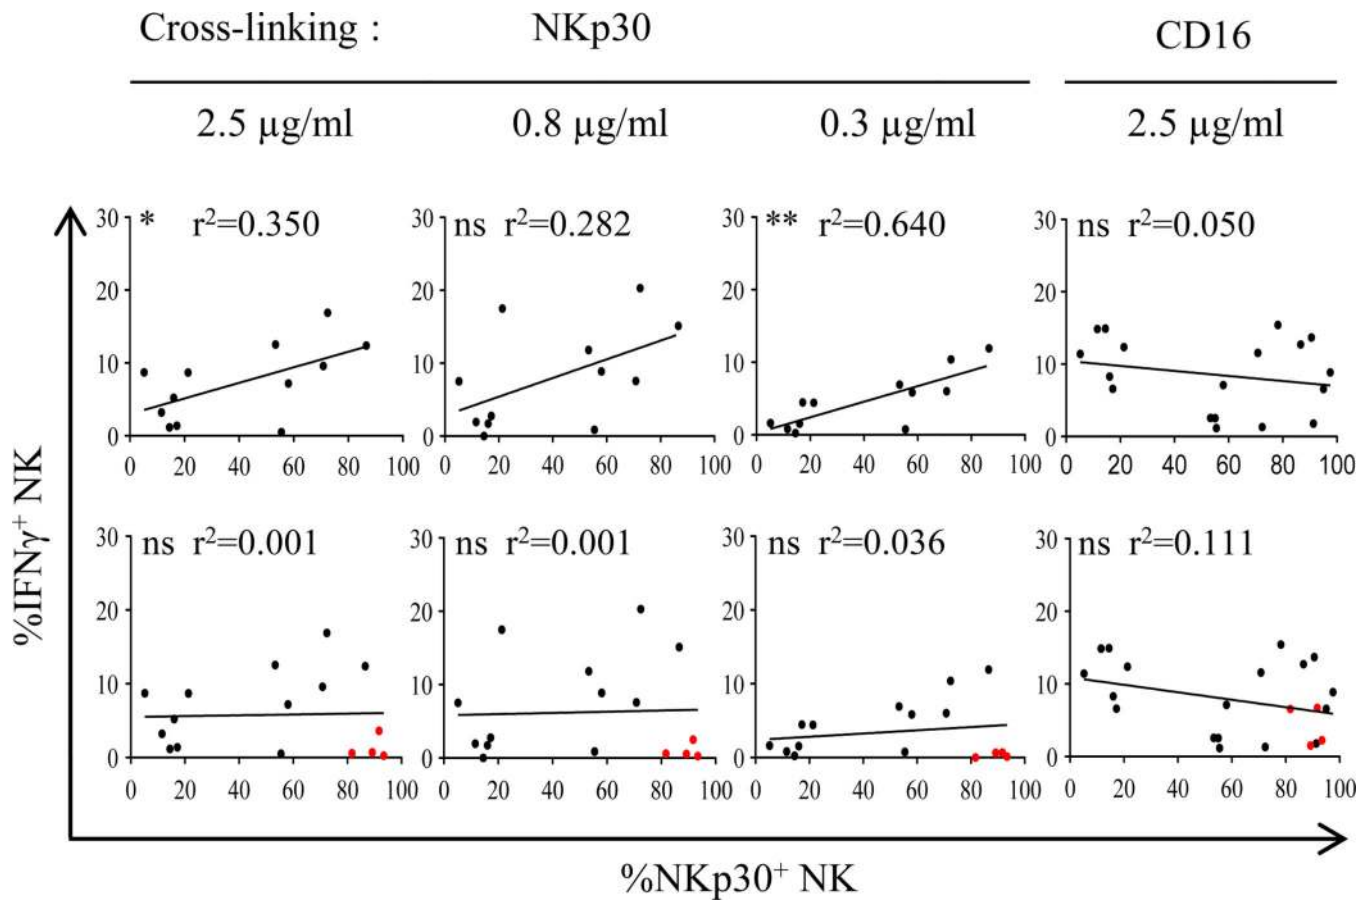 Cross-linking : NKp30 CD16
2.5 µg/ml 0.8 µg/ml 0.3 µg/ml 2.5 µg/ml
* r²=0.350 ns r²=0.282 ** r²=0.640 ns r²=0.050
30 30 30 30
20 20 20 20
10 10 10 10
0 0 0 0
0 20 40 60 80 100 0 20 40 60 80 100 0 20 40 60 80 100 0 20 40 60 80 100
ns r²=0.001 ns r²=0.001 ns r²=0.036 ns r²=0.111
30 30 30 30
20 20 20 20
10 10 10 10
0 0 0 0
0 20 40 60 80 100 0 20 40 60 80 100 0 20 40 60 80 100 0 20 40 60 80 100
%IFNγ⁺ NK
%NKp30⁺ NK